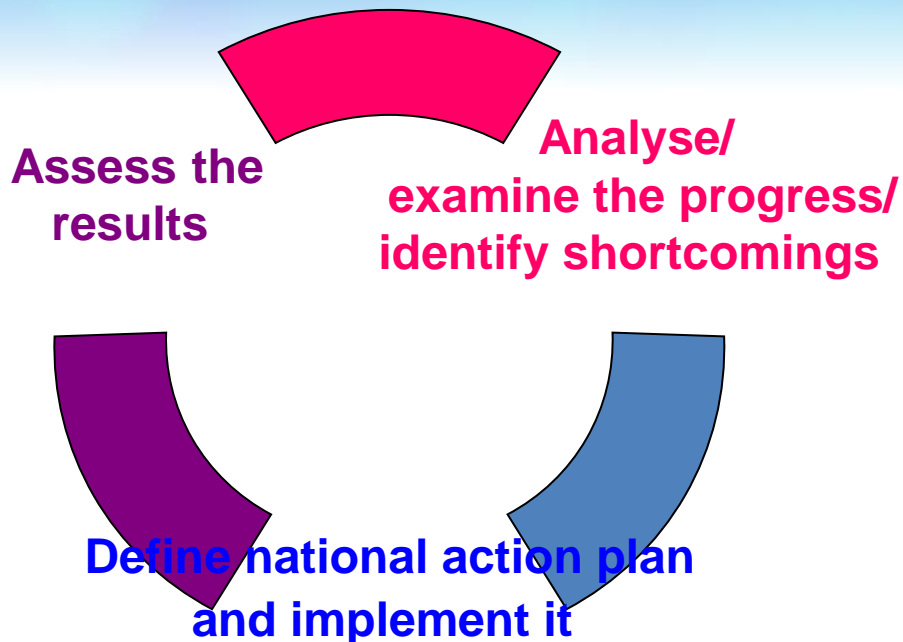 Assess the
results
Analyse/
examine the progress/
identify shortcomings
Define national action plan
and implement it